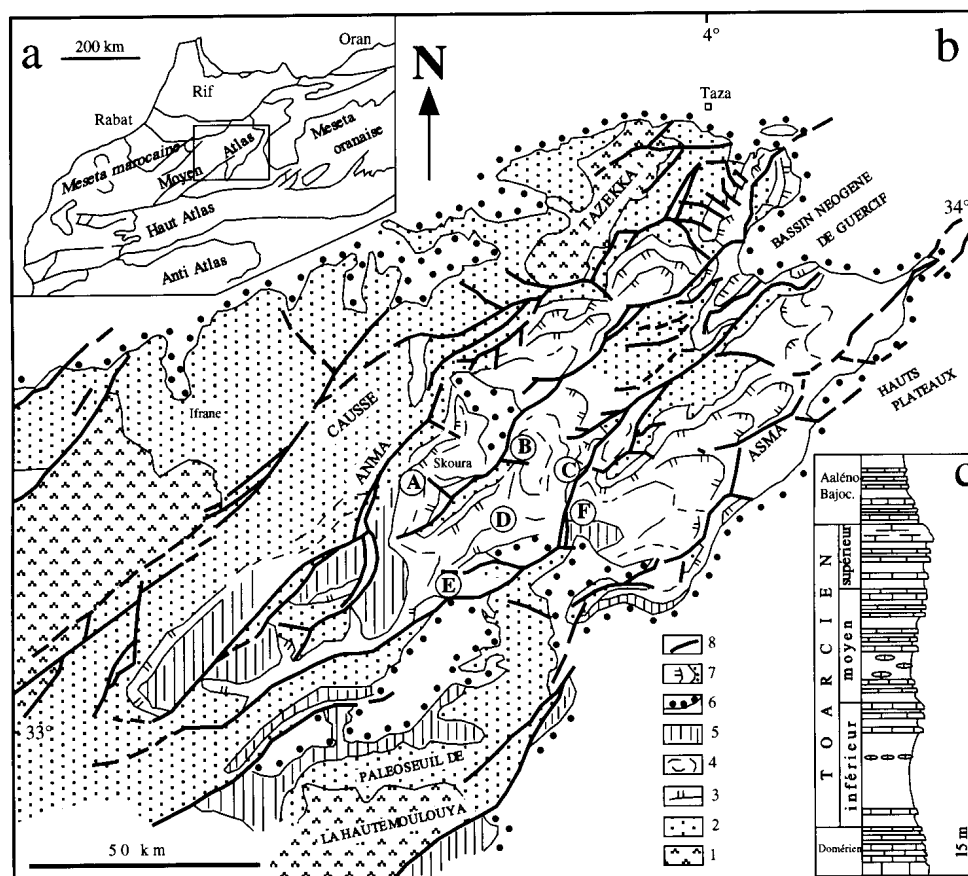 a
200 km
Oran
Rif
Rabat
Meseta marocaine
Meseta
oranaise
Moyen
Atlas
Haut Atlas
Anti Atlas
N
4°
b
Taza
TAZEKKA
BASSIN NEOGENE
DE GUERCIF
34°
HAUTS
PLATEAUX
Ifrane
CAUSSE
ANMA
Skoura
ASMA
A
B
C
D
E
F
33°
PALEOSEUIL DE
LA HAUTE MOULOUYA
50 km
8
7
6
5
4
3
2
1
c
Aaléno
Bajoc.
TOARCIEN
supérieur
moyen
inférieur
Domérien
15 m